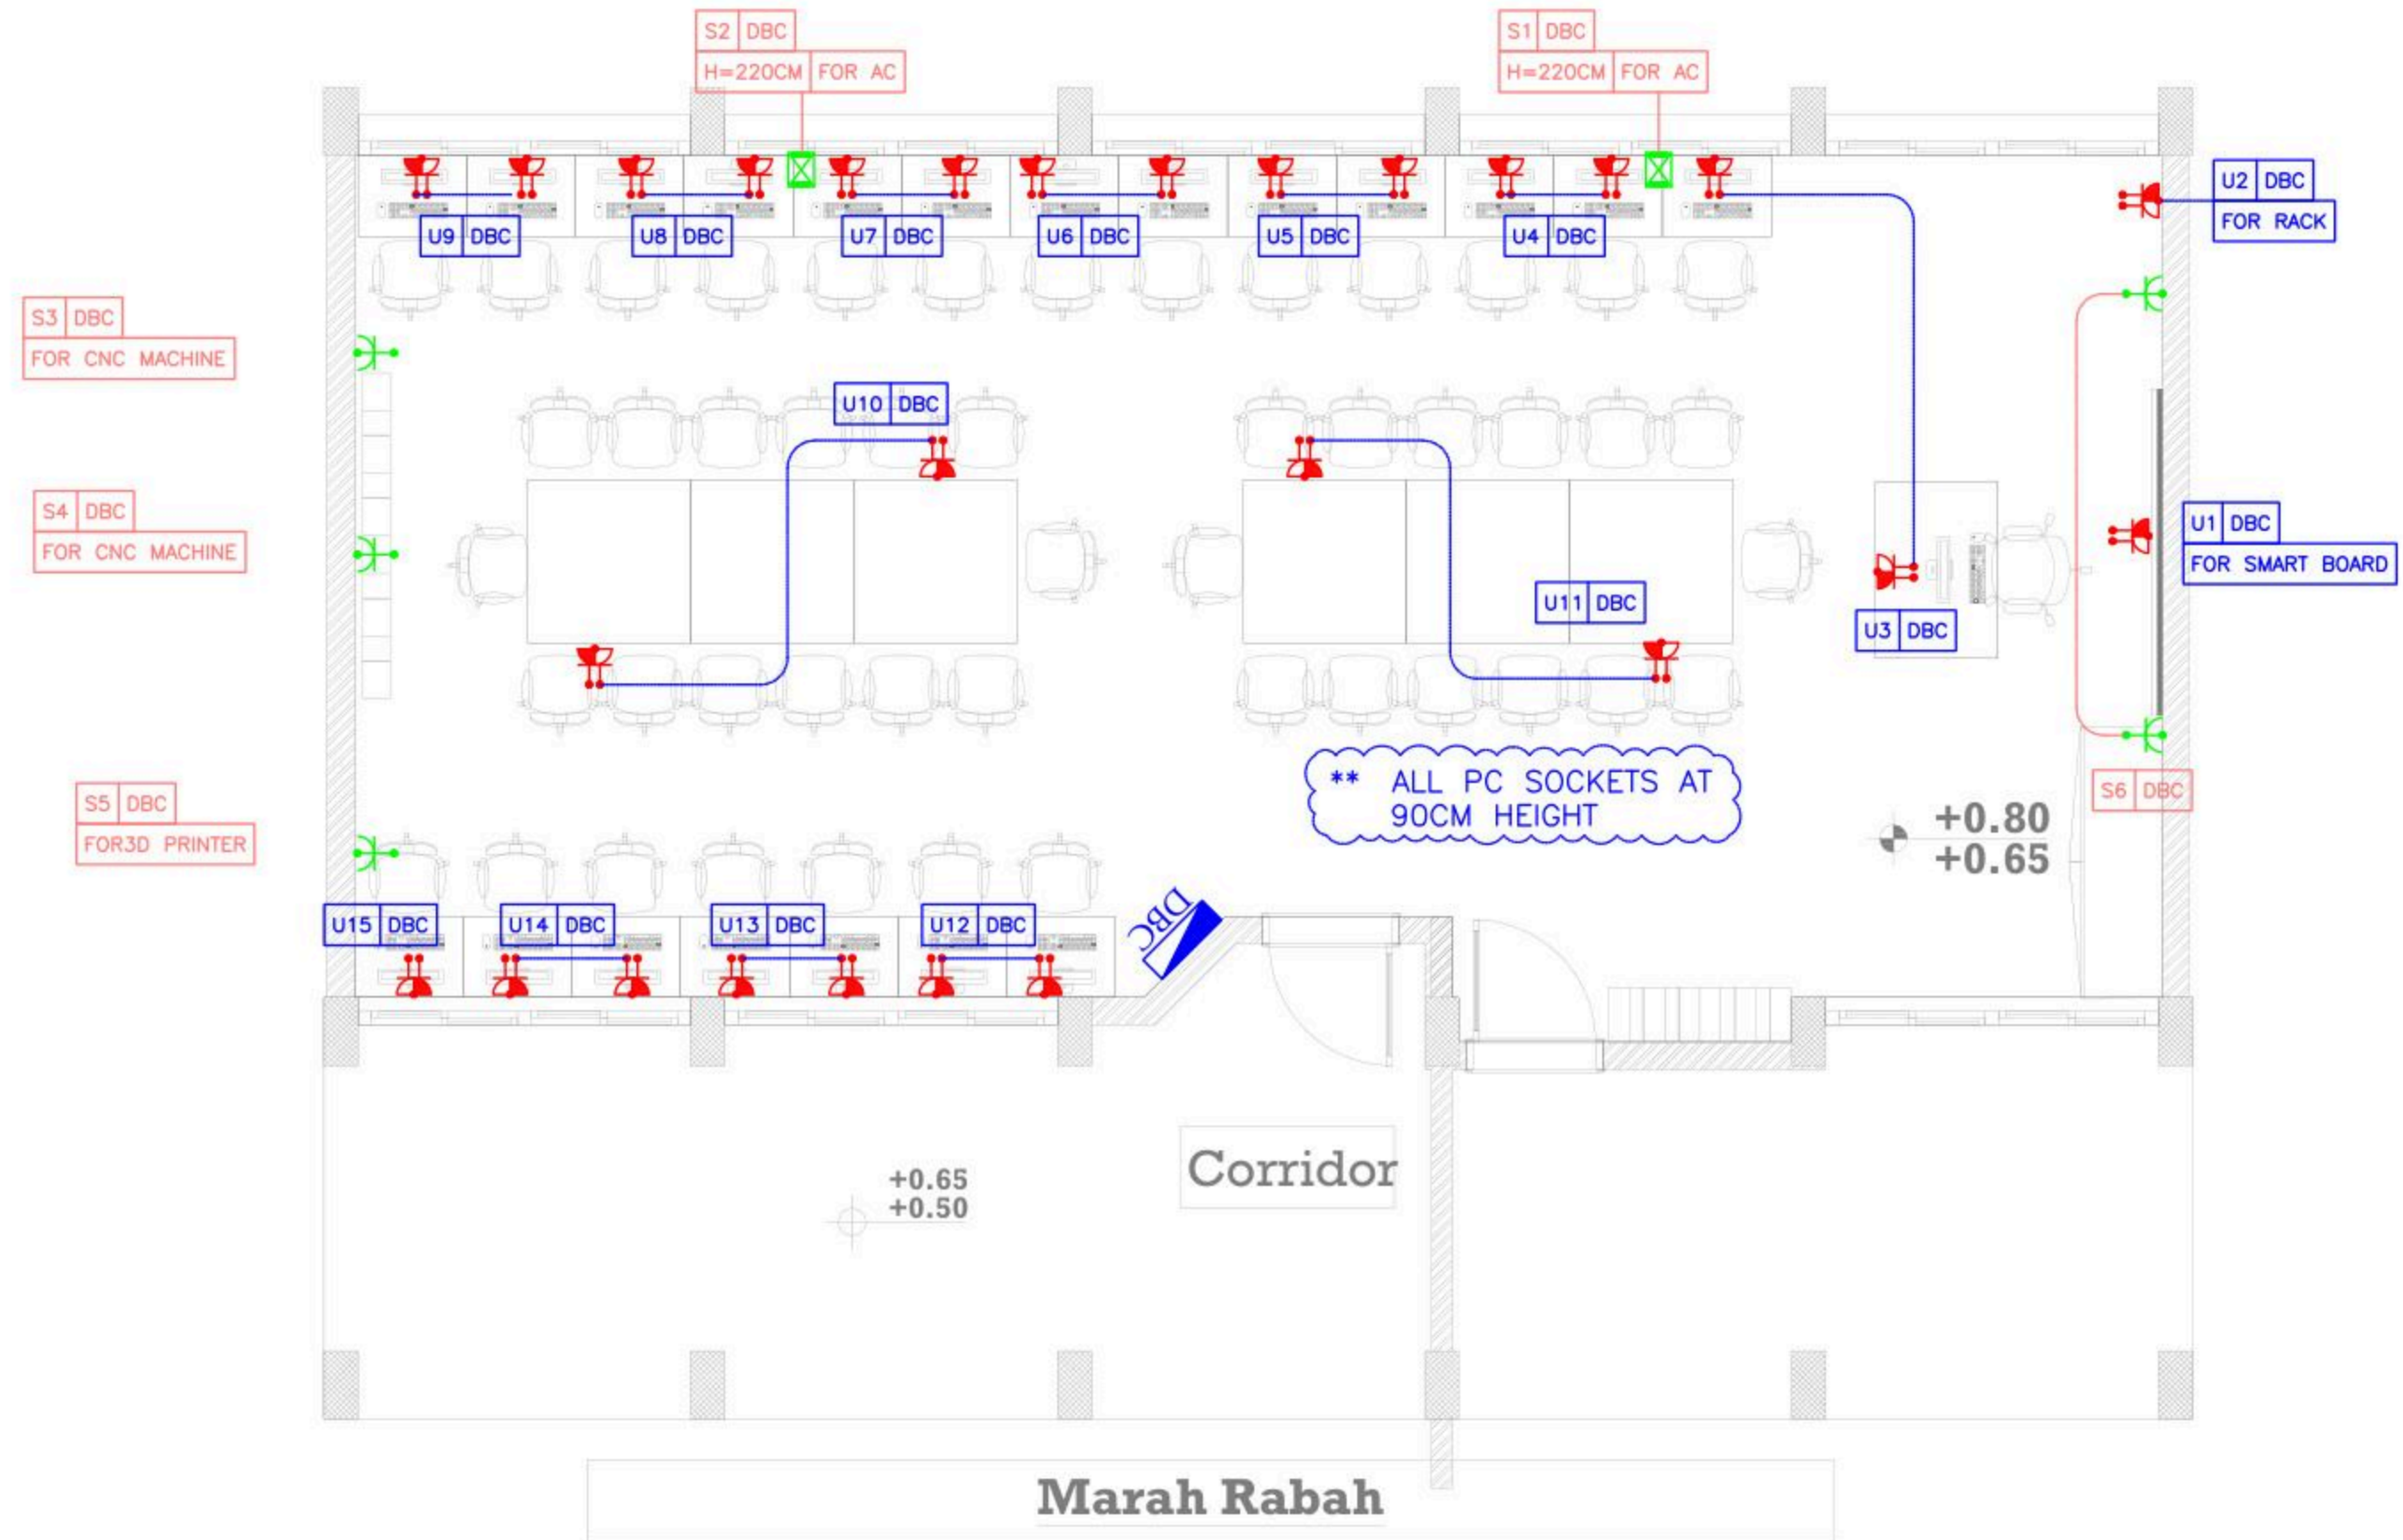 S2 DBC
H=220CM FOR AC
S1 DBC
H=220CM FOR AC
U2 DBC
FOR RACK
U9 DBC
U8 DBC
U7 DBC
U6 DBC
U5 DBC
U4 DBC
S3 DBC
FOR CNC MACHINE
U10 DBC
S4 DBC
FOR CNC MACHINE
U1 DBC
FOR SMART BOARD
U11 DBC
U3 DBC
** ALL PC SOCKETS AT
90CM HEIGHT
S5 DBC
FOR3D PRINTER
S6 DBC
+0.80
+0.65
U15 DBC
U14 DBC
U13 DBC
U12 DBC
DBC
Corridor
+0.65
+0.50
Marah Rabah